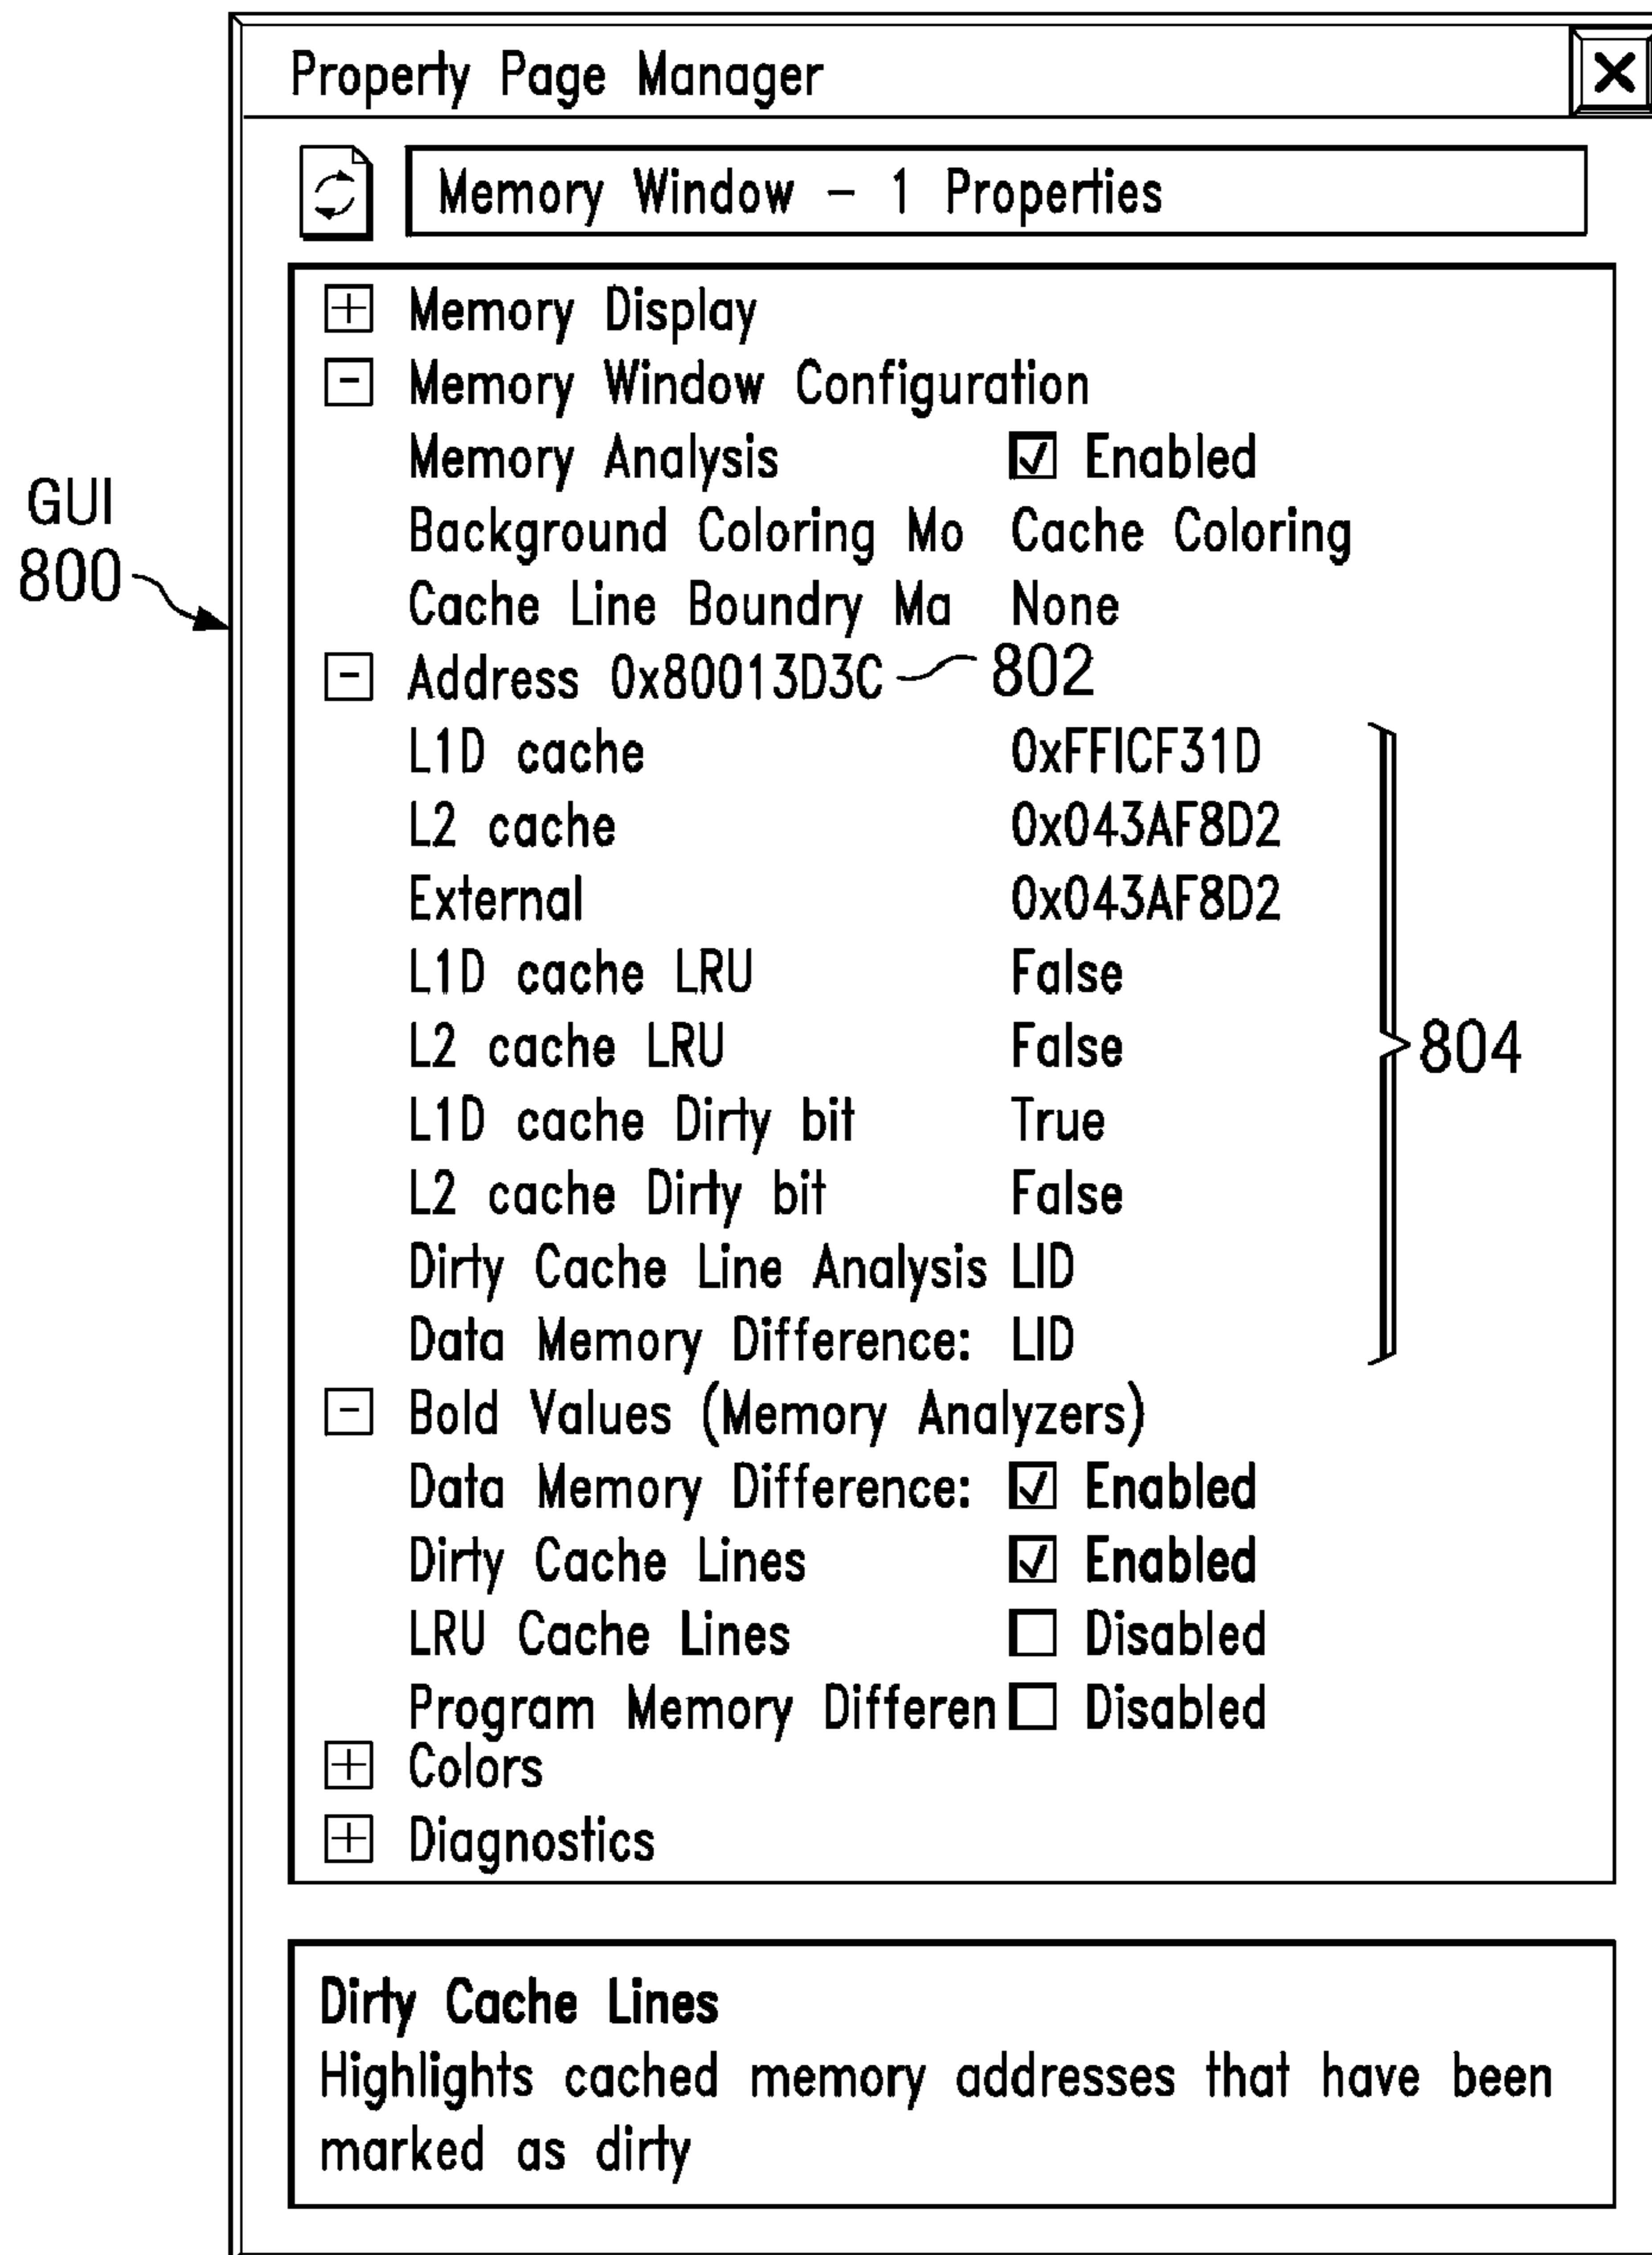 Property Page Manager
Memory Window - 1 Properties
Memory Display
Memory Window Configuration
Memory Analysis Enabled
Background Coloring Mo Cache Coloring
Cache Line Boundry Ma None
GUI
800
Address 0x80013D3C 802
L1D cache 0xFFICF31D
L2 cache 0x043AF8D2
External 0x043AF8D2
L1D cache LRU False
L2 cache LRU False
804
L1D cache Dirty bit True
L2 cache Dirty bit False
Dirty Cache Line Analysis LID
Data Memory Difference: LID
Bold Values (Memory Analyzers)
Data Memory Difference: Enabled
Dirty Cache Lines Enabled
LRU Cache Lines Disabled
Program Memory Differen Disabled
Colors
Diagnostics
Dirty Cache Lines
Highlights cached memory addresses that have been
marked as dirty